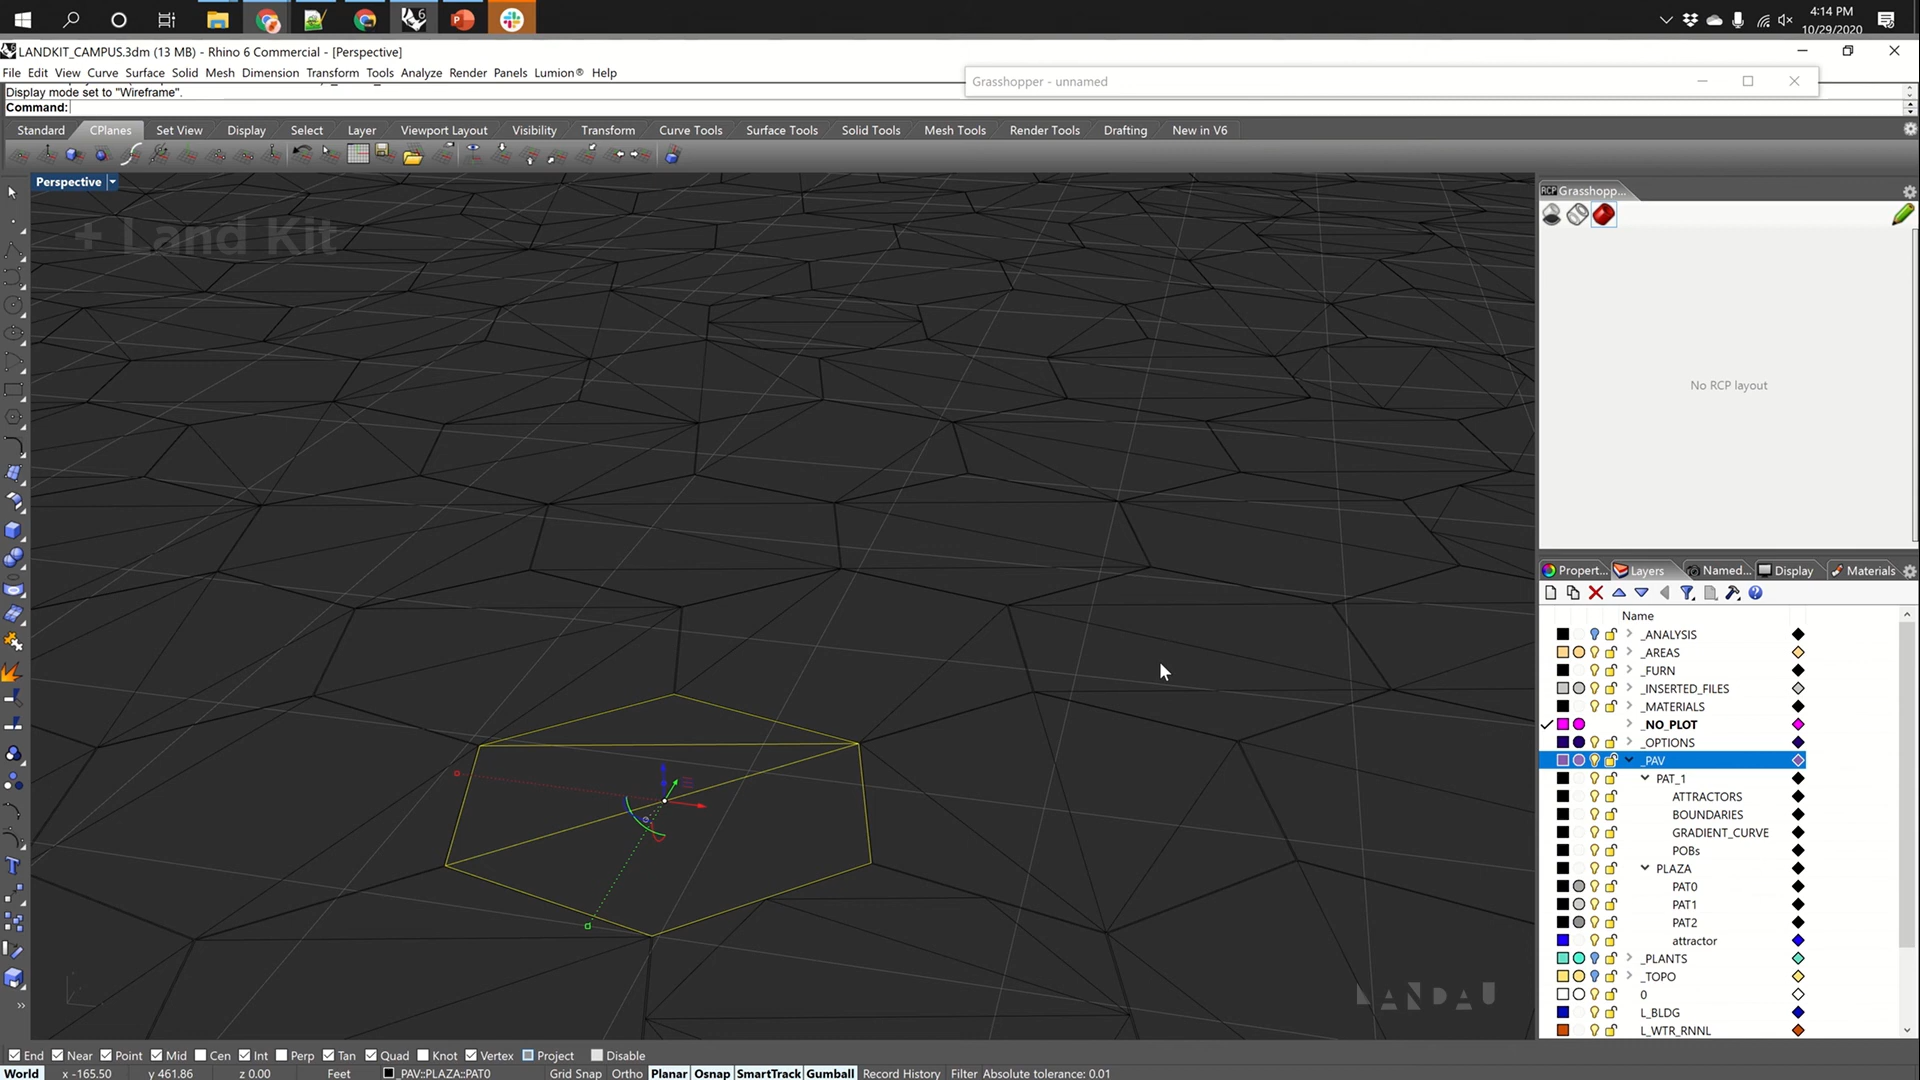 4:14 PM
10/29/2020
LANDKIT_CAMPUS.3dm (13 MB) - Rhino 6 Commercial - [Perspective]
File Edit View Curve Surface Solid Mesh Dimension Transform Tools Analyze Render Panels Lumion® Help
Grasshopper - unnamed
Display mode set to "Wireframe".
Command:
Standard CPlanes Set View Display Select Layer Viewport Layout Visibility Transform Curve Tools Surface Tools Solid Tools Mesh Tools Render Tools Drafting New in V6
Perspective
+ Land Kit
RCP Grasshopp...
No RCP layout
Propert... Layers Named... Display Materials
Name
_ANALYSIS
_AREAS
_FURN
_INSERTED_FILES
_MATERIALS
_NO_PLOT
_OPTIONS
_PAV
PAT_1
ATTRACTORS
BOUNDARIES
GRADIENT_CURVE
POBs
PLAZA
PAT0
PAT1
PAT2
attractor
_PLANTS
_TOPO
0
L_BLDG
L_WTR_RNNL
LANDAU
End Near Point Mid Cen Int Perp Tan Quad Knot Vertex Project Disable
World x -165.50 y 461.86 z 0.00 Feet _PAV::PLAZA::PAT0 Grid Snap Ortho Planar Osnap SmartTrack Gumball Record History Filter Absolute tolerance: 0.01